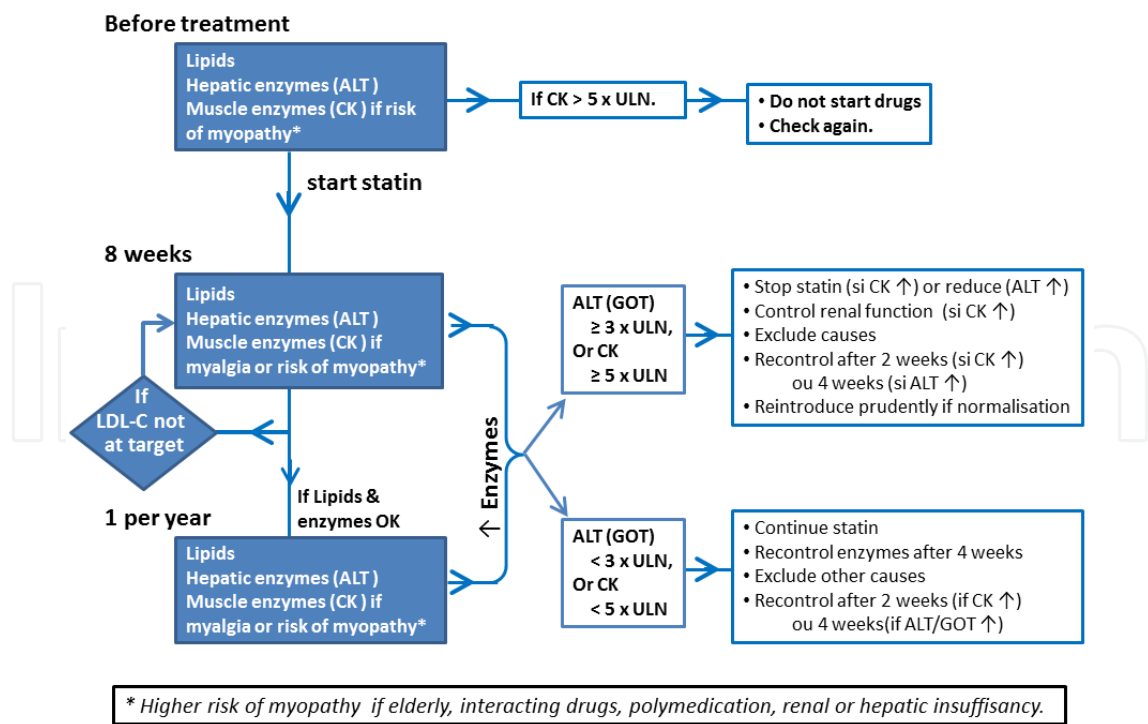 Before treatment
Lipids
Hepatic enzymes (ALT )
Muscle enzymes (CK ) if risk
of myopathy*
If CK > 5 x ULN.
• Do not start drugs
• Check again.
start statin
8 weeks
Lipids
Hepatic enzymes (ALT )
Muscle enzymes (CK ) if
myalgia or risk of myopathy*
If
LDL-C not
at target
If Lipids &
enzymes OK
1 per year
Lipids
Hepatic enzymes (ALT )
Muscle enzymes (CK ) if
myalgia or risk of myopathy*
↑ Enzymes
ALT (GOT)
≥ 3 x ULN,
Or CK
≥ 5 x ULN
• Stop statin (si CK ↑) or reduce (ALT ↑)
• Control renal function (si CK ↑)
• Exclude causes
• Recontrol after 2 weeks (si CK ↑)
ou 4 weeks (si ALT ↑)
• Reintroduce prudently if normalisation
ALT (GOT)
< 3 x ULN,
Or CK
< 5 x ULN
• Continue statin
• Recontrol enzymes after 4 weeks
• Exclude other causes
• Recontrol after 2 weeks (if CK ↑)
ou 4 weeks(if ALT/GOT ↑)
* Higher risk of myopathy if elderly, interacting drugs, polymedication, renal or hepatic insuffisancy.